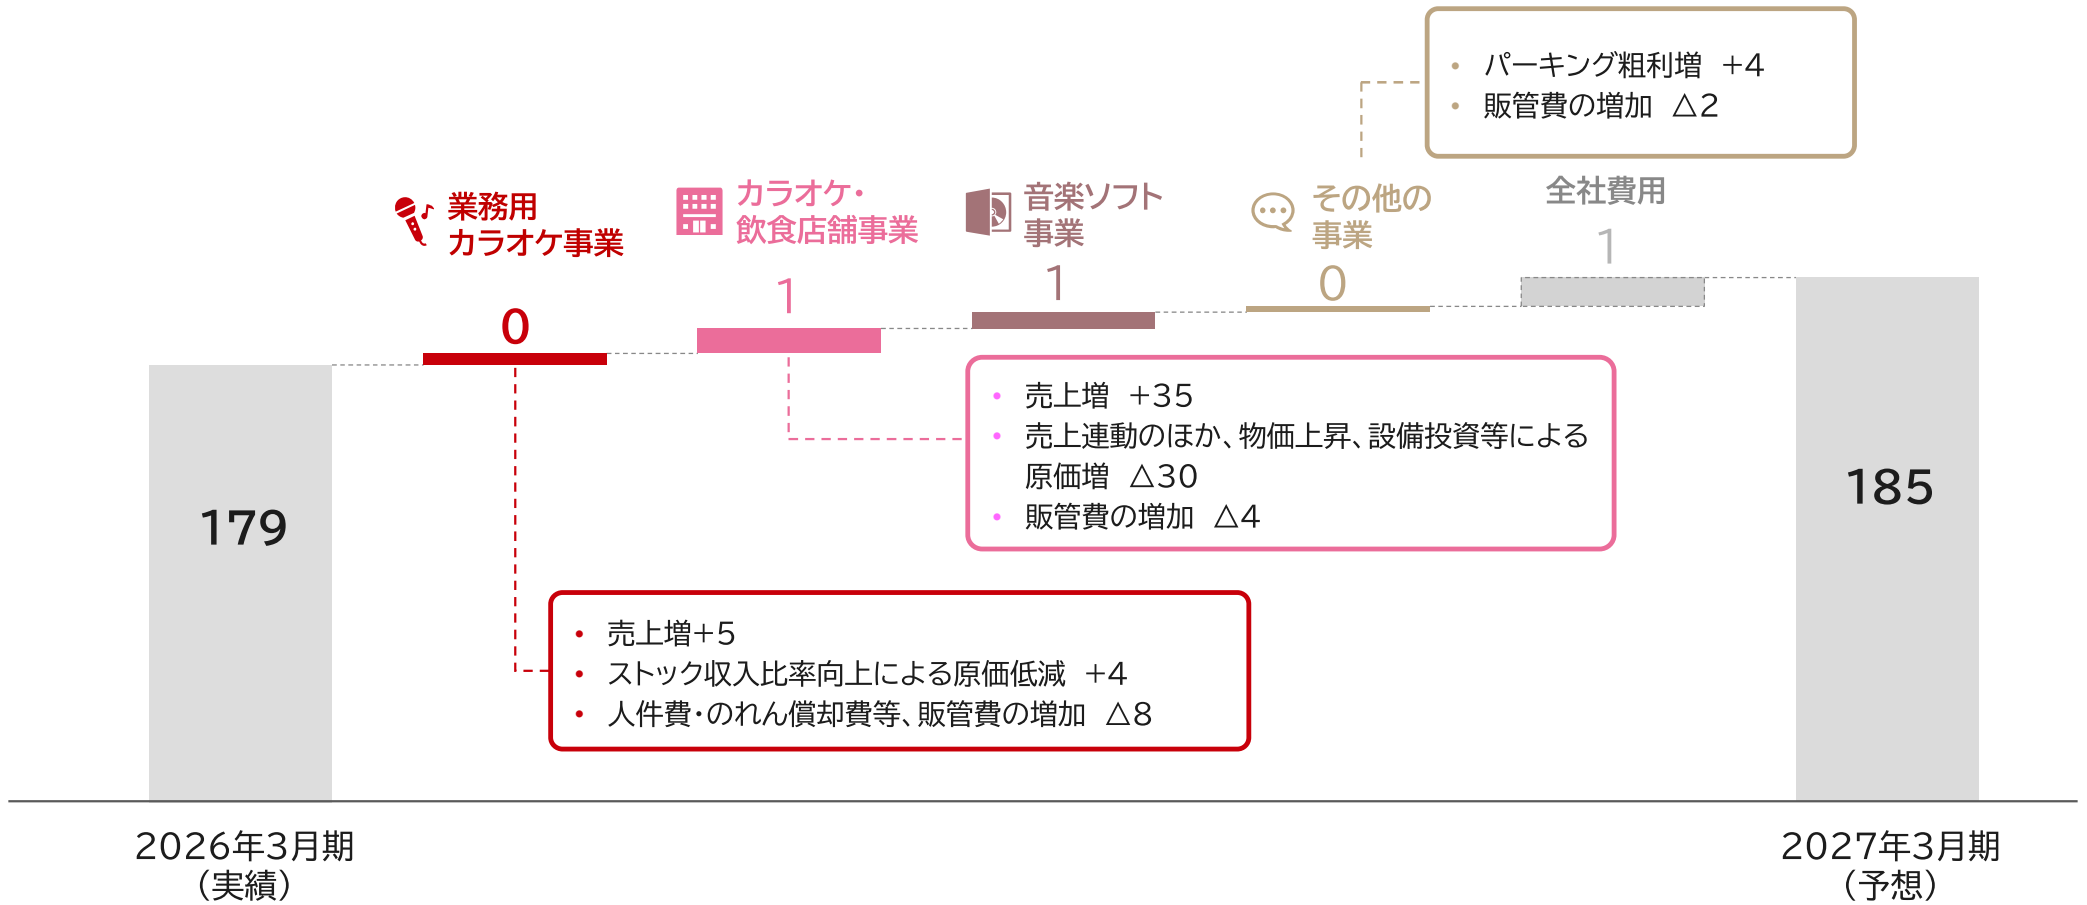 • パーキング粗利増　+4
• 販管費の増加　△2
業務用
カラオケ事業
0
カラオケ・
飲食店舗事業
1
音楽ソフト
事業
1
その他の
事業
0
全社費用
1
• 売上増　+35
• 売上連動のほか、物価上昇、設備投資等による
原価増　△30
• 販管費の増加　△4
179
185
• 売上増+5
• ストック収入比率向上による原価低減　+4
• 人件費・のれん償却費等、販管費の増加　△8
2026年3月期
（実績）
2027年3月期
（予想）